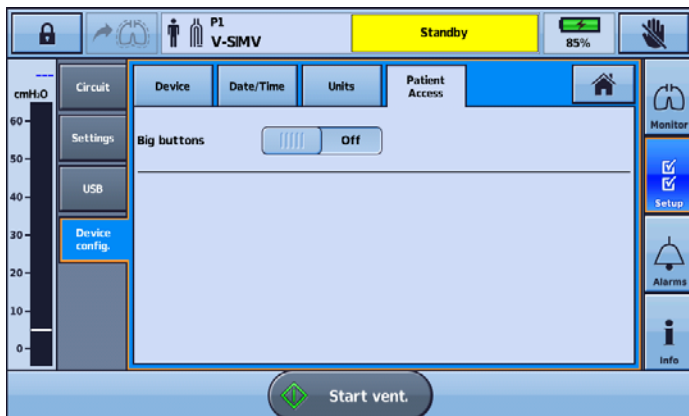 P1
V-SIMV
Standby
85%
---
cmH2O
60
50
40
30
20
10
0
Circuit
Settings
USB
Device
config.
Device
Date/Time
Units
Patient
Access
Big buttons
Off
Monitor
Setup
Alarms
Info
Start vent.